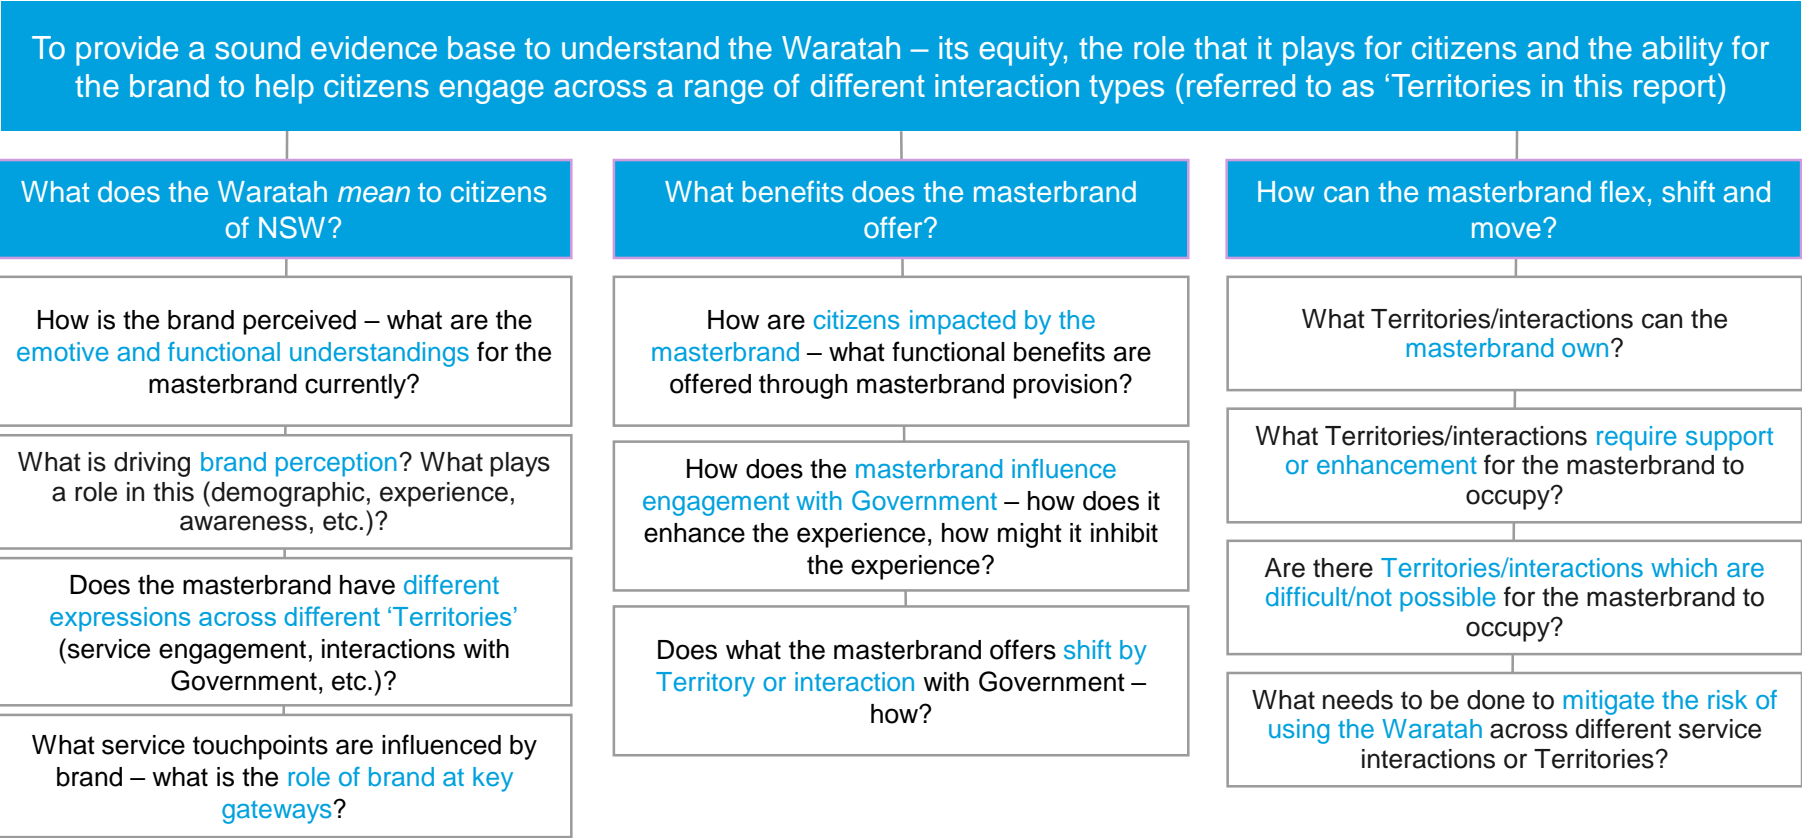 To provide a sound evidence base to understand the Waratah – its equity, the role that it plays for citizens and the ability for
the brand to help citizens engage across a range of different interaction types (referred to as ‘Territories in this report)
What does the Waratah mean to citizens
of NSW?
How is the brand perceived – what are the
emotive and functional understandings for the
masterbrand currently?
What is driving brand perception? What plays
a role in this (demographic, experience,
awareness, etc.)?
Does the masterbrand have different
expressions across different ‘Territories’
(service engagement, interactions with
Government, etc.)?
What service touchpoints are influenced by
brand – what is the role of brand at key
gateways?
What benefits does the masterbrand
offer?
How are citizens impacted by the
masterbrand – what functional benefits are
offered through masterbrand provision?
How does the masterbrand influence
engagement with Government – how does it
enhance the experience, how might it inhibit
the experience?
Does what the masterbrand offers shift by
Territory or interaction with Government –
how?
How can the masterbrand flex, shift and
move?
What Territories/interactions can the
masterbrand own?
What Territories/interactions require support
or enhancement for the masterbrand to
occupy?
Are there Territories/interactions which are
difficult/not possible for the masterbrand to
occupy?
What needs to be done to mitigate the risk of
using the Waratah across different service
interactions or Territories?